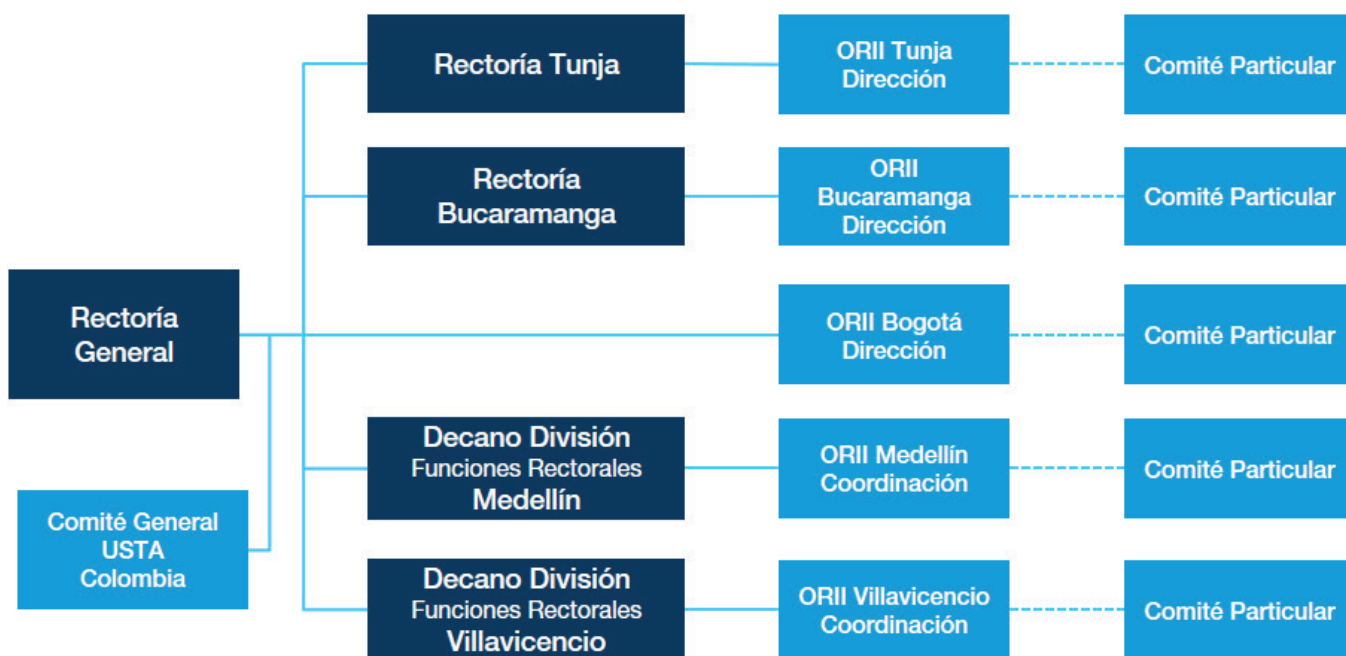 Rectoría Tunja
ORII Tunja
Dirección
Comité Particular
Rectoría
Bucaramanga
ORII
Bucaramanga
Dirección
Comité Particular
Rectoría
General
ORII Bogotá
Dirección
Comité Particular
Decano División
Funciones Rectorales
Medellín
ORII Medellín
Coordinación
Comité Particular
Comité General
USTA
Colombia
Decano División
Funciones Rectorales
Villavicencio
ORII Villavicencio
Coordinación
Comité Particular